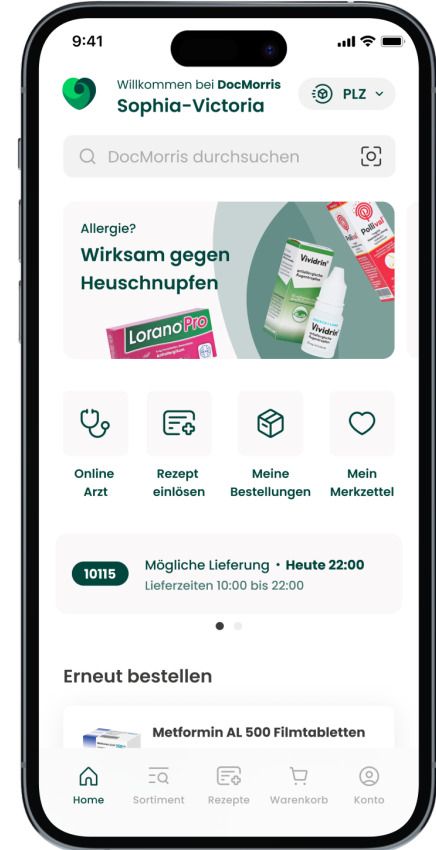 9:41
Willkommen bei DocMorris
Sophia-Victoria
PLZ
DocMorris durchsuchen
Allergie?
Wirksam gegen
Heuschnupfen
Vividrin
Pollival
Vividrin
LoranoPro
Online
Arzt
Rezept
einlösen
Meine
Bestellungen
Mein
Merkzettel
10115
Mögliche Lieferung • Heute 22:00
Lieferzeiten 10:00 bis 22:00
Erneut bestellen
Metformin AL 500 Filmtabletten
Home
Sortiment
Rezepte
Warenkorb
Konto